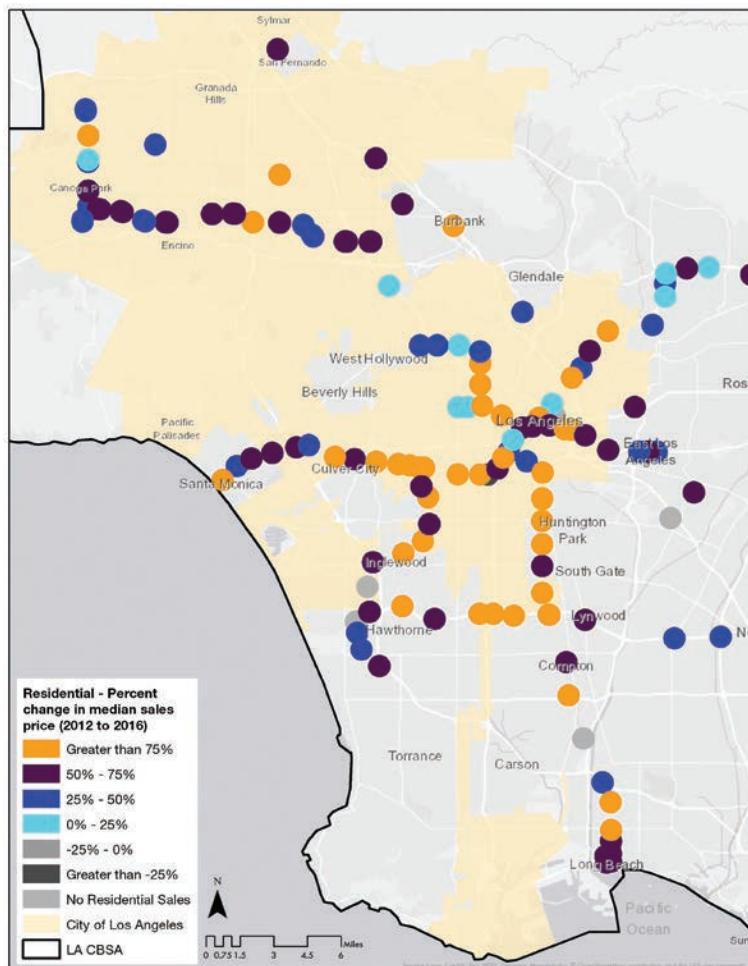 Sylmar
San Fernando
Granada
Hills
Canoga Park
Encino
Burbank
Glendale
West Hollywood
Beverly Hills
Pacific
Palisades
Los Angeles
East Los
Angeles
Santa Monica
Culver City
Huntington
Park
Inglewood
South Gate
Lynwood
Hawthorne
Compton
Torrance
Carson
Long Beach
Pacific
Ocean
Residential - Percent
change in median sales
price (2012 to 2016)
Greater than 75%
50% - 75%
25% - 50%
0% - 25%
-25% - 0%
Greater than -25%
No Residential Sales
City of Los Angeles
LA CBSA
N
0 0.75 1.5 3 4.5 6
Miles